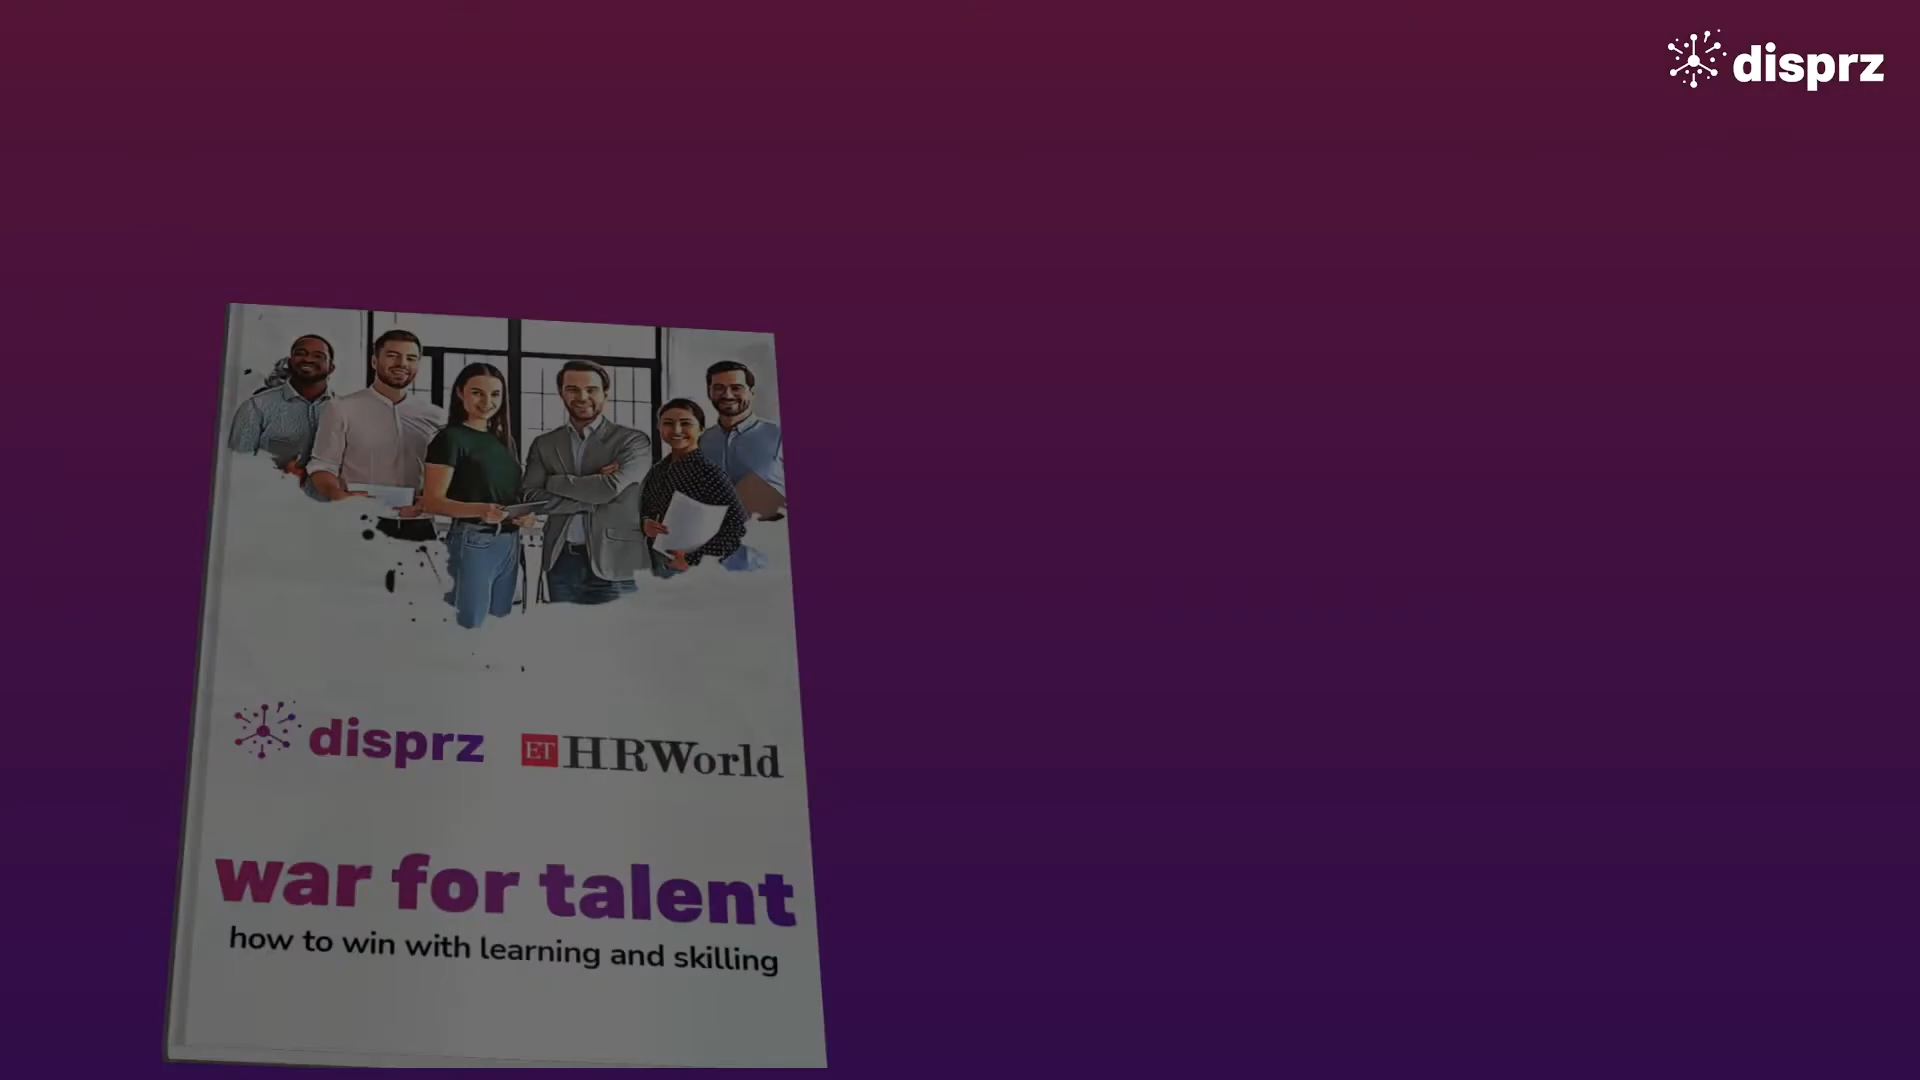 disprz
disprz ET HRWorld
war for talent
how to win with learning and skilling